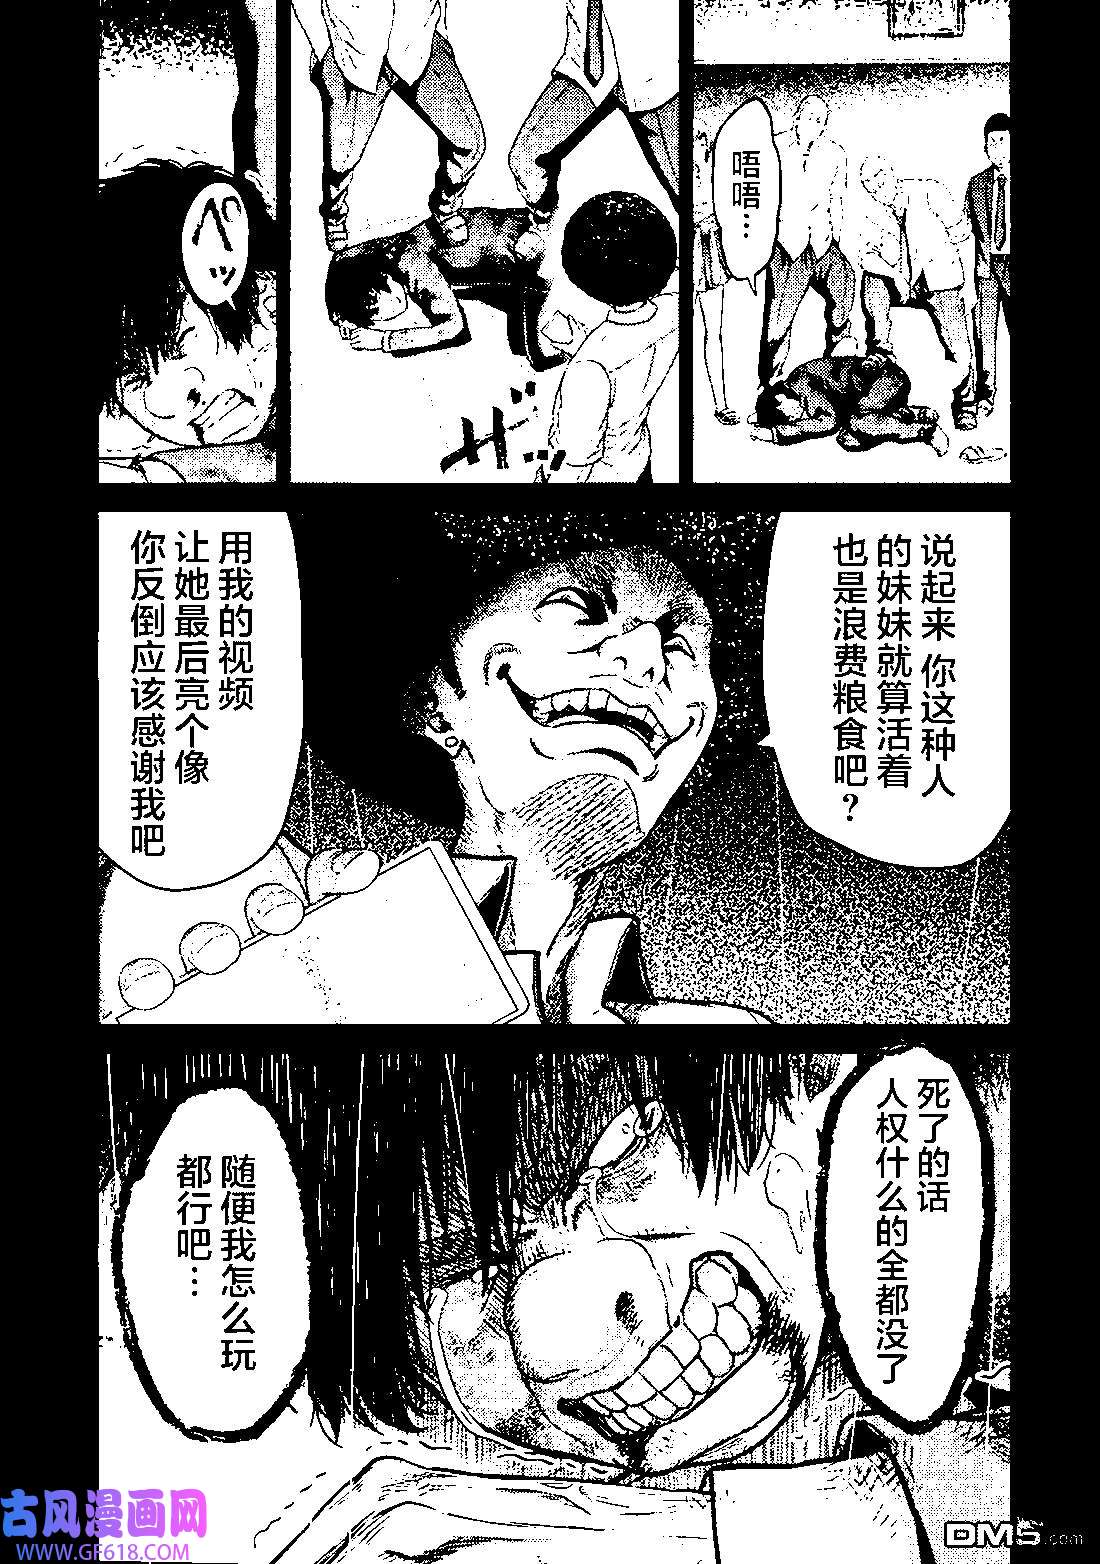 唔唔…
ザッ
ペッ
说起来 你这种人
的妹妹就算活着
也是浪费粮食吧？
用我的视频
让她最后亮个像
你反倒应该感谢我吧
死了的话
人权什么的全都没了
随便我怎么玩
都行吧…
古风漫画网
WWW.GF618.COM
DM5.com